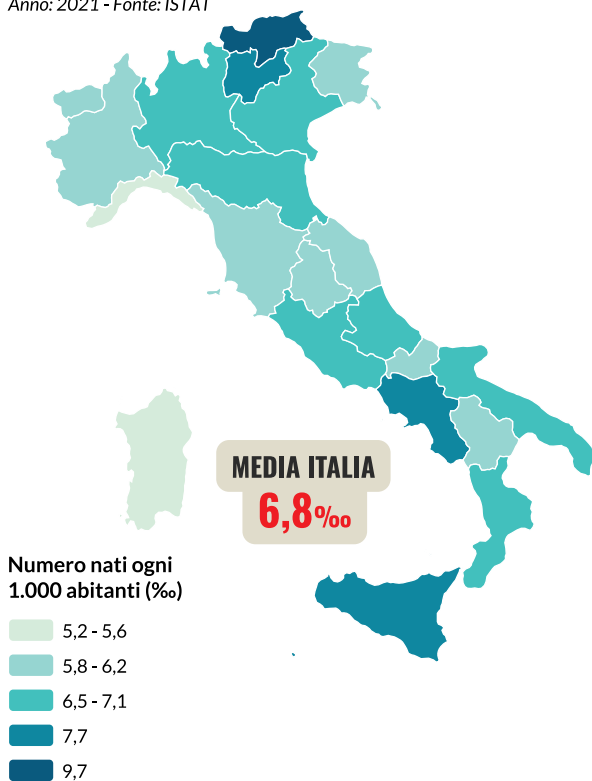 Anno: 2021 - Fonte: ISTAT
MEDIA ITALIA
6,8‰
Numero nati ogni
1.000 abitanti (‰)
5,2 - 5,6
5,8 - 6,2
6,5 - 7,1
7,7
9,7